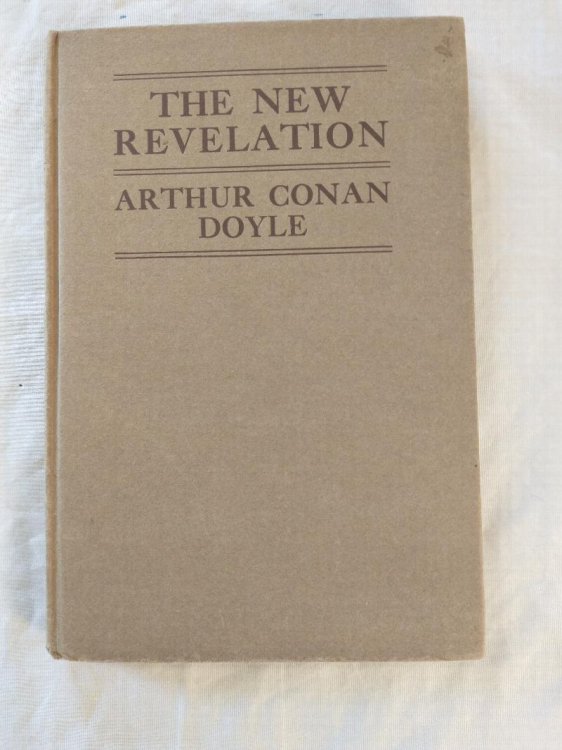 THE NEW
REVELATION
ARTHUR CONAN
DOYLE